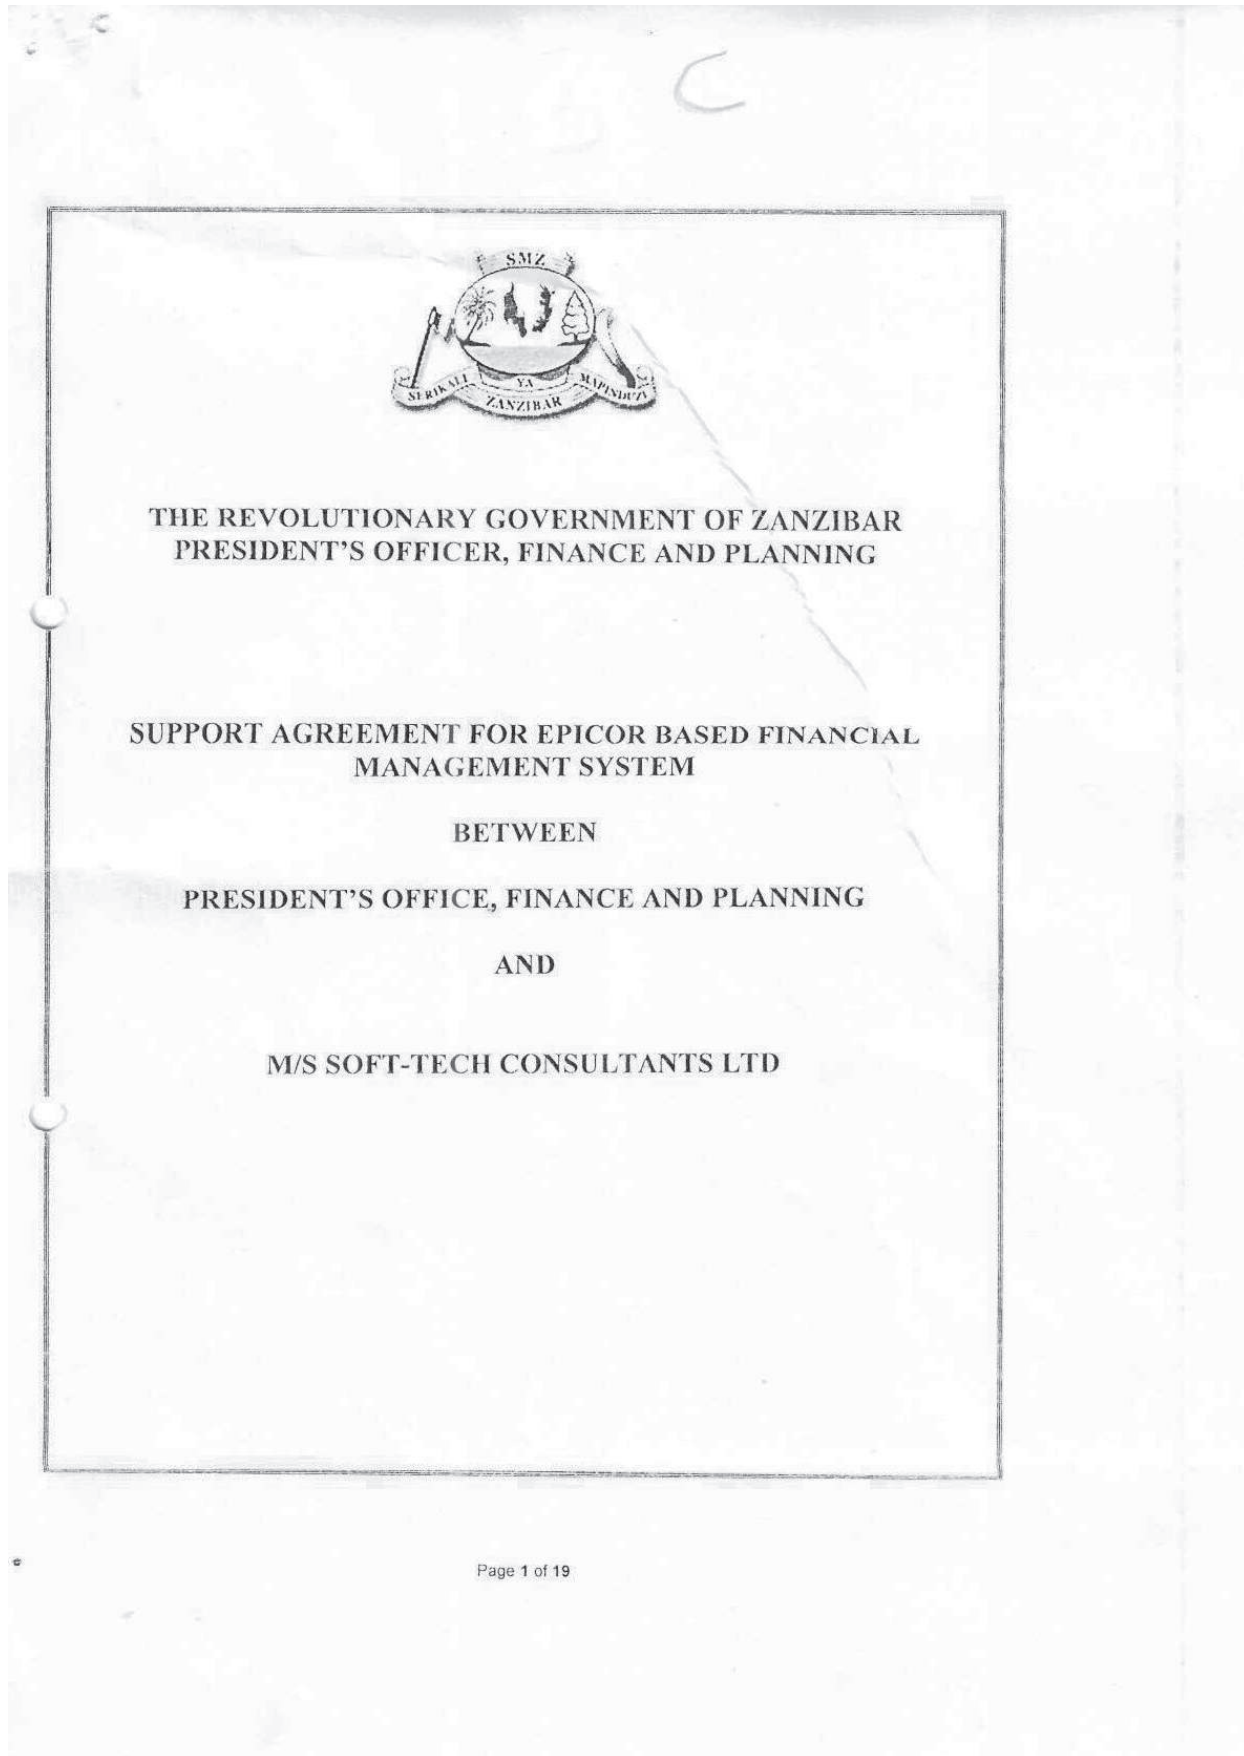 C
SMZ
SERIKALI YA MAPINDUZI
ZANZIBAR
THE REVOLUTIONARY GOVERNMENT OF ZANZIBAR
PRESIDENT'S OFFICER, FINANCE AND PLANNING
SUPPORT AGREEMENT FOR EPICOR BASED FINANCIAL
MANAGEMENT SYSTEM
BETWEEN
PRESIDENT'S OFFICE, FINANCE AND PLANNING
AND
M/S SOFT-TECH CONSULTANTS LTD
Page 1 of 19